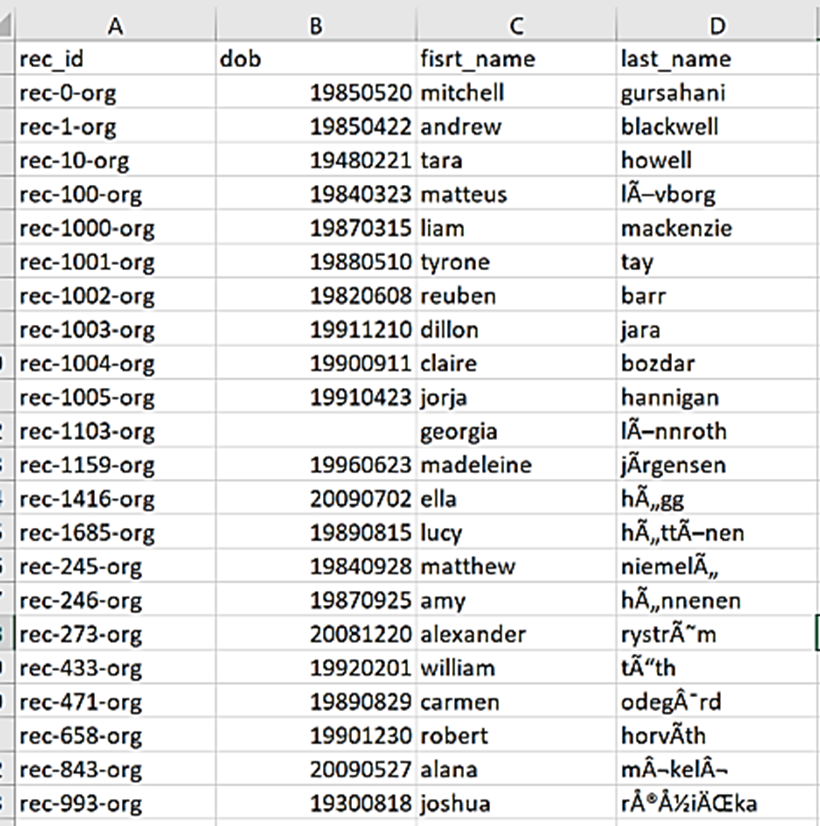 A B C D
rec_id dob fisrt_name last_name
rec-0-org 19850520 mitchell gursahani
rec-1-org 19850422 andrew blackwell
rec-10-org 19480221 tara howell
rec-100-org 19840323 matteus lÃ–vborg
rec-1000-org 19870315 liam mackenzie
rec-1001-org 19880510 tyrone tay
rec-1002-org 19820608 reuben barr
rec-1003-org 19911210 dillon jara
rec-1004-org 19900911 claire bozdar
rec-1005-org 19910423 jorja hannigan
rec-1103-org georgia lÃ–nnroth
rec-1159-org 19960623 madeleine jÃrgensen
rec-1416-org 20090702 ella hÃ„gg
rec-1685-org 19890815 lucy hÃ„ttÃ–nen
rec-245-org 19840928 matthew niemelÃ„
rec-246-org 19870925 amy hÃ„nnenen
rec-273-org 20081220 alexander rystrÃ˜m
rec-433-org 19920201 william tÃ“th
rec-471-org 19890829 carmen odegÂ¯rd
rec-658-org 19901230 robert horvÃth
rec-843-org 20090527 alana mÂ¬kelÂ¬
rec-993-org 19300818 joshua rÅ®Å½iÄŒka